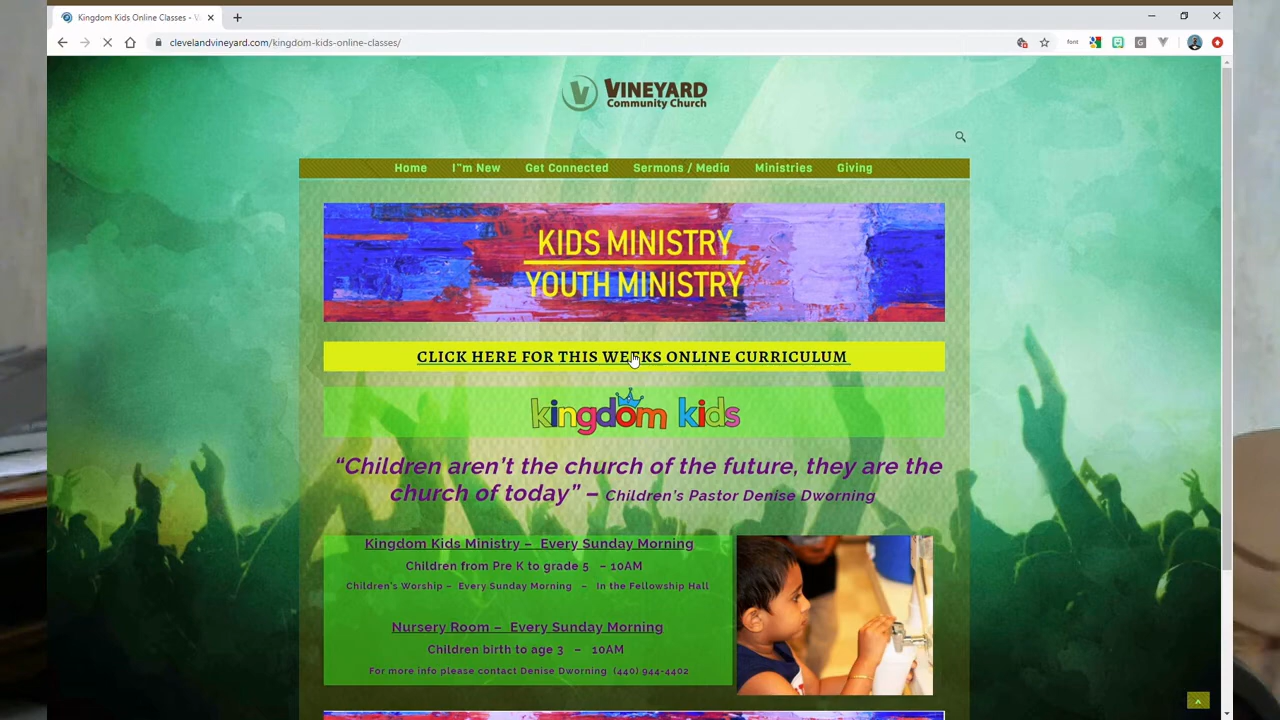 Kingdom Kids Online Classes -
clevelandvineyard.com/kingdom-kids-online-classes/
font
VINEYARD
Community Church
Home I"m New Get Connected Sermons / Media Ministries Giving
KIDS MINISTRY
YOUTH MINISTRY
CLICK HERE FOR THIS WEEKS ONLINE CURRICULUM
kingdom kids
“Children aren’t the church of the future, they are the
church of today” – Children’s Pastor Denise Dworning
Kingdom Kids Ministry – Every Sunday Morning
Children from Pre K to grade 5 – 10AM
Children’s Worship – Every Sunday Morning – In the Fellowship Hall
Nursery Room – Every Sunday Morning
Children birth to age 3 – 10AM
For more info please contact Denise Dworning (440) 944-4402